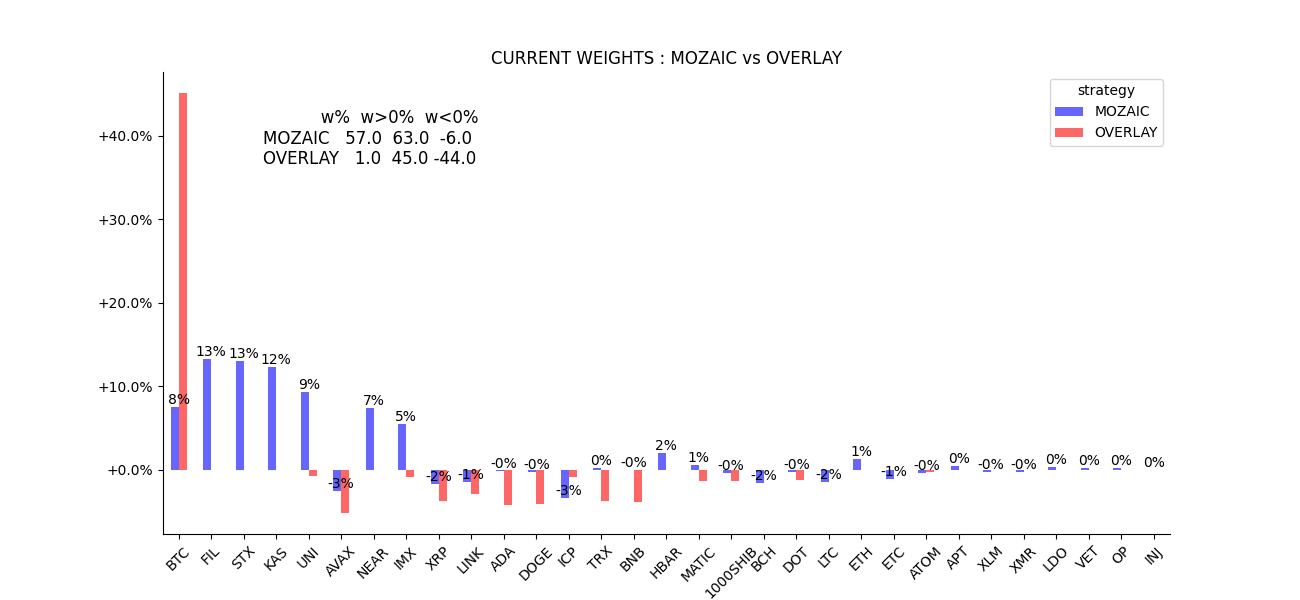 CURRENT WEIGHTS : MOZAIC vs OVERLAY
strategy
MOZAIC
OVERLAY
w% w>0% w<0%
MOZAIC 57.0 63.0 -6.0
OVERLAY 1.0 45.0 -44.0
+40.0%
+30.0%
+20.0%
+10.0%
+0.0%
8% 13% 13% 12% 9% -3% 7% 5% -2% -1% -0% -0% -3% 0% -0% 2% 1% -0% -2% -0% -2% 1% -1% -0% 0% -0% -0% 0% 0% 0% 0%
BTC FIL STX KAS UNI AVAX NEAR IMX XRP LINK ADA DOGE ICP TRX BNB HBAR MATIC 1000SHIB BCH DOT LTC ETH ETC ATOM APT XLM XMR LDO VET OP INJ